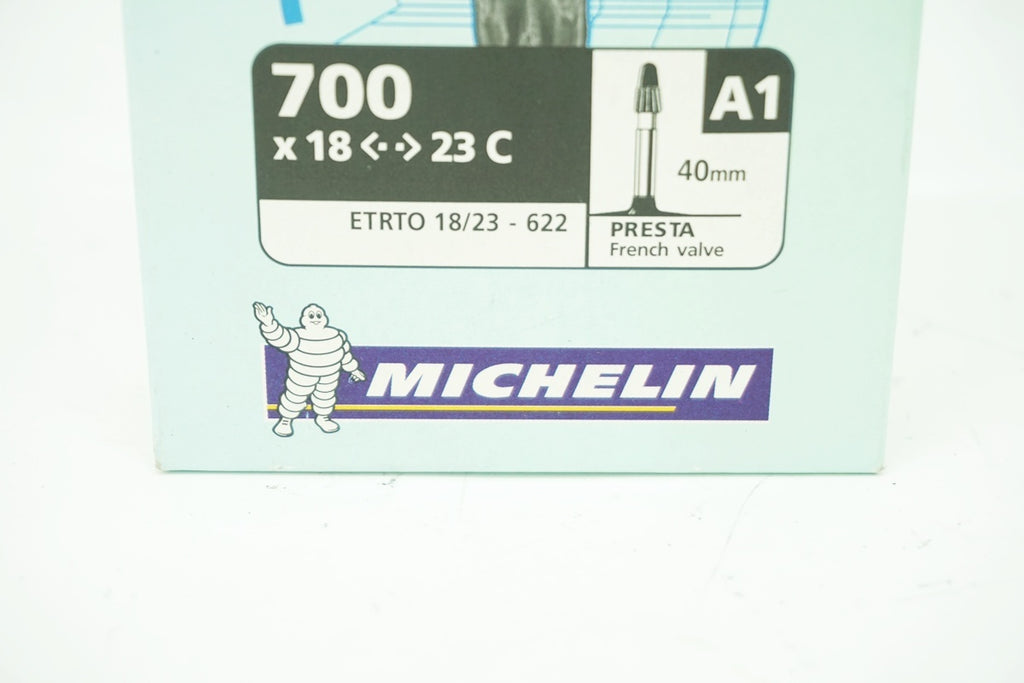 700
x 18 <··> 23 C
ETRTO 18/23 - 622
A1
40mm
PRESTA
French valve
MICHELIN